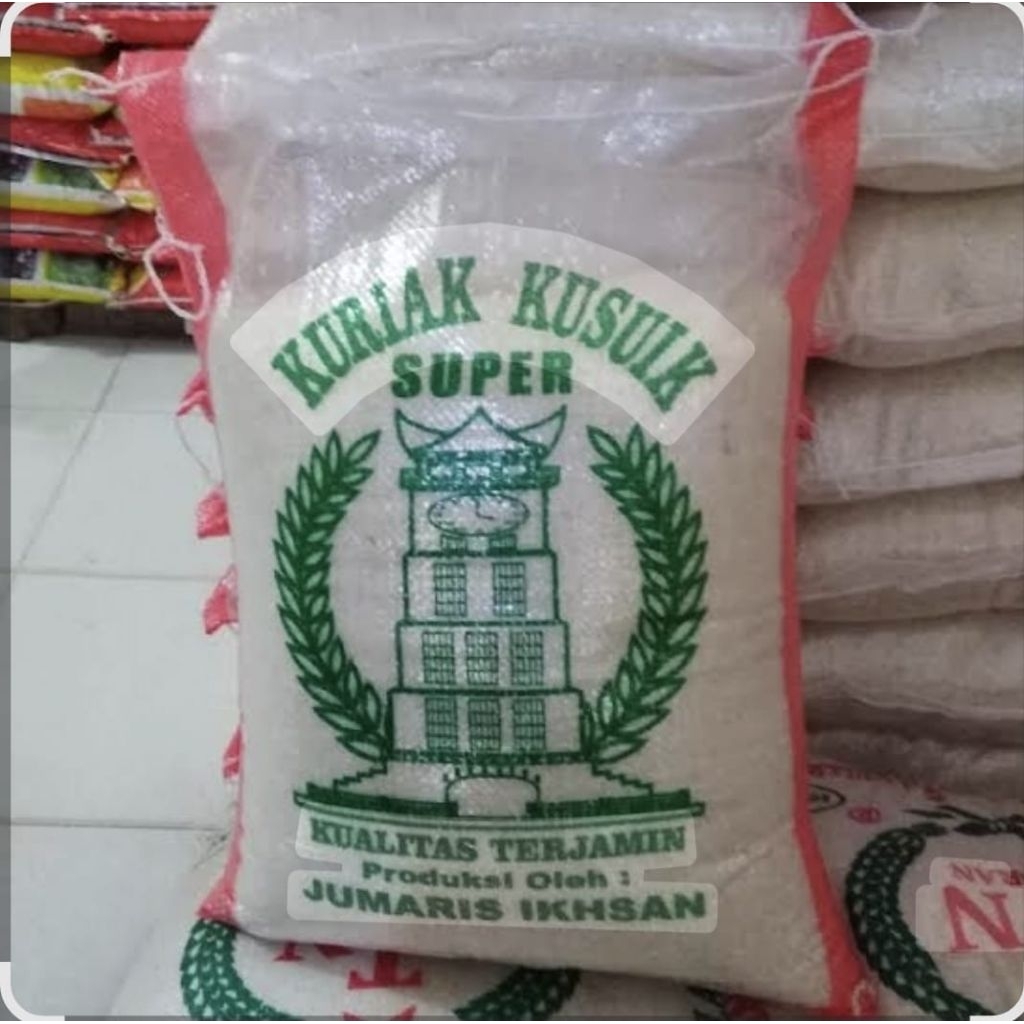 KURIAK KUSUIK
SUPER
KUALITAS TERJAMIN
Produksi Oleh :
JUMARIS IKHSAN